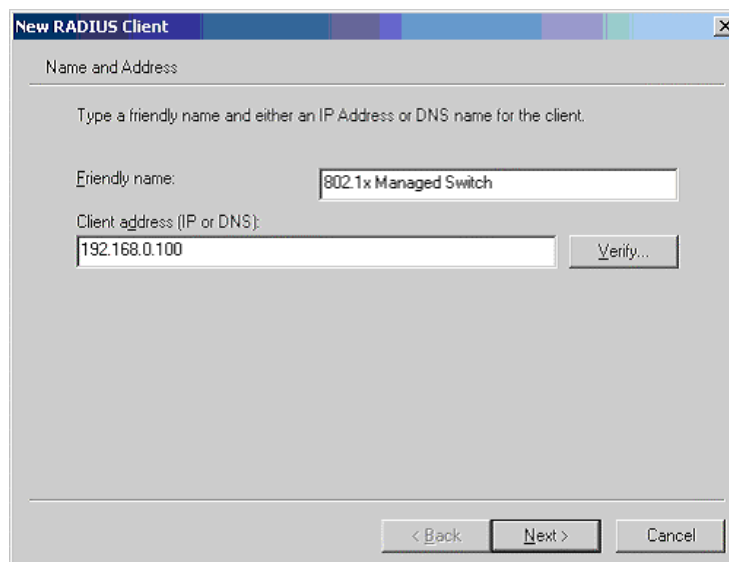 New RADIUS Client
Name and Address
Type a friendly name and either an IP Address or DNS name for the client.
Friendly name:
802.1x Managed Switch
Client address (IP or DNS):
192.168.0.100
Verify...
< Back
Next >
Cancel